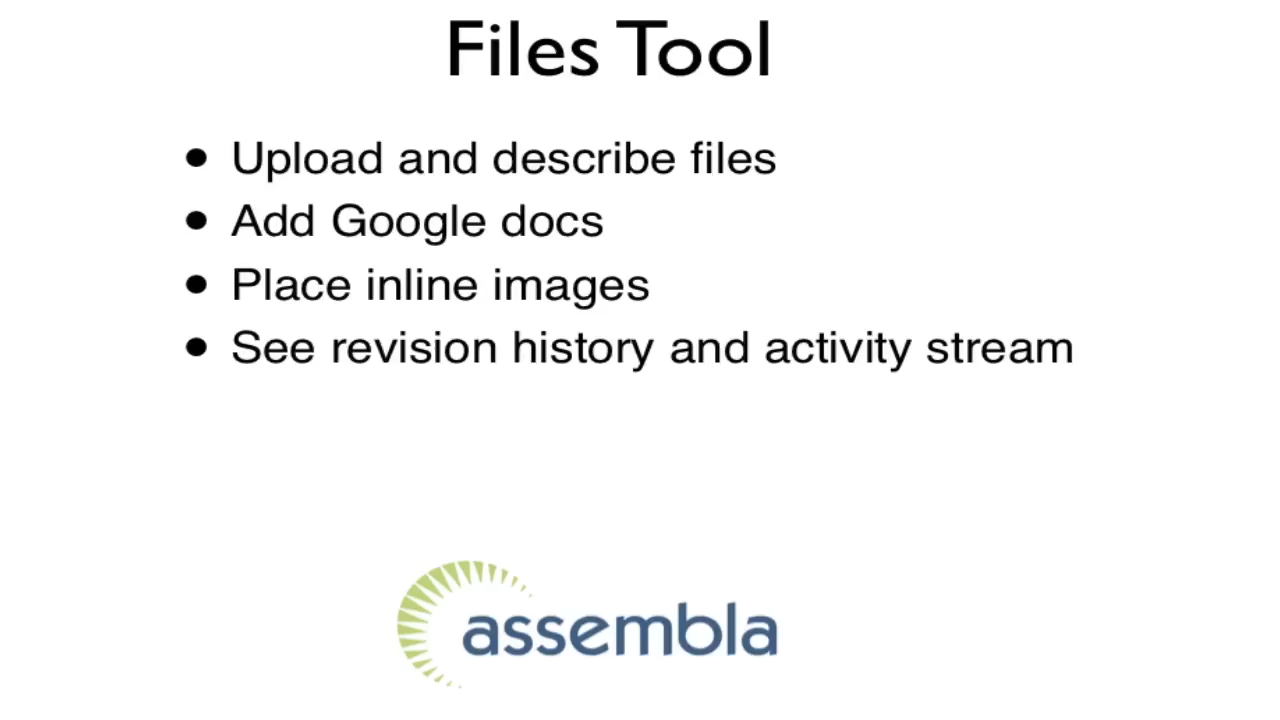 Files Tool
• Upload and describe files
• Add Google docs
• Place inline images
• See revision history and activity stream
assembla